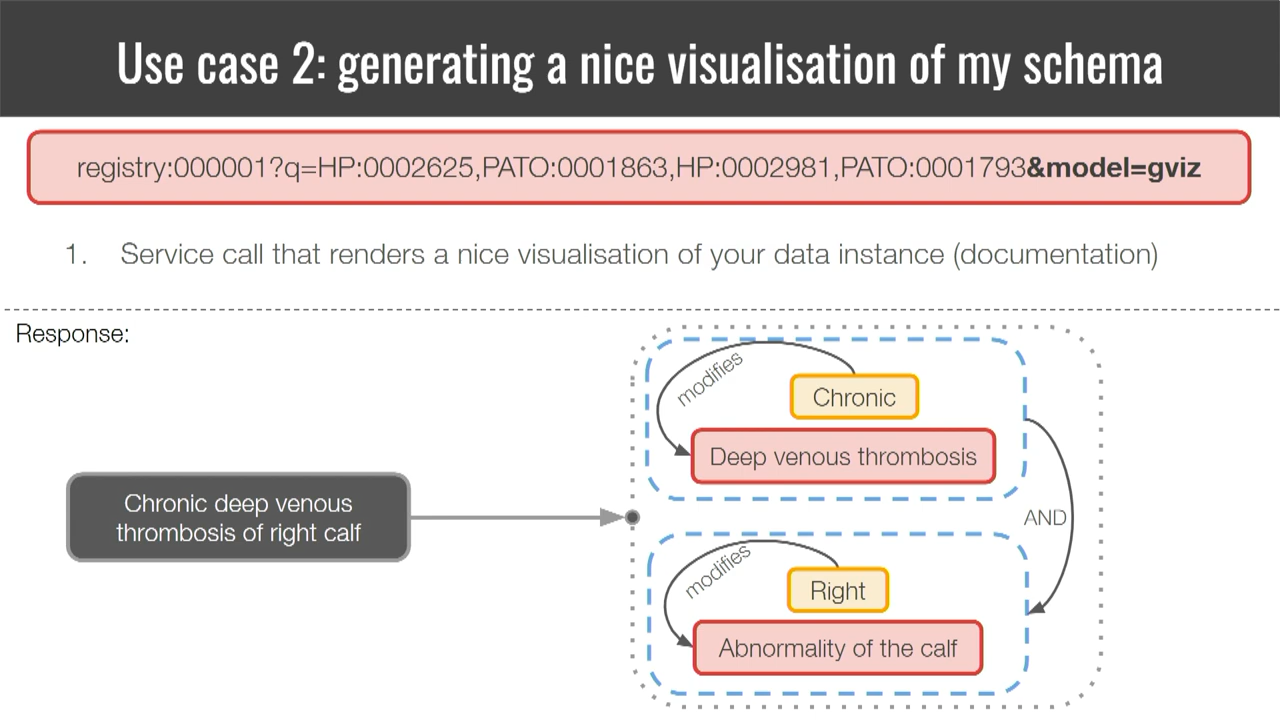 Use case 2: generating a nice visualisation of my schema
registry:000001?q=HP:0002625,PATO:0001863,HP:0002981,PATO:0001793&model=gviz
1. Service call that renders a nice visualisation of your data instance (documentation)
Response:
modifies
Chronic
Deep venous thrombosis
Chronic deep venous
thrombosis of right calf
AND
modifies
Right
Abnormality of the calf